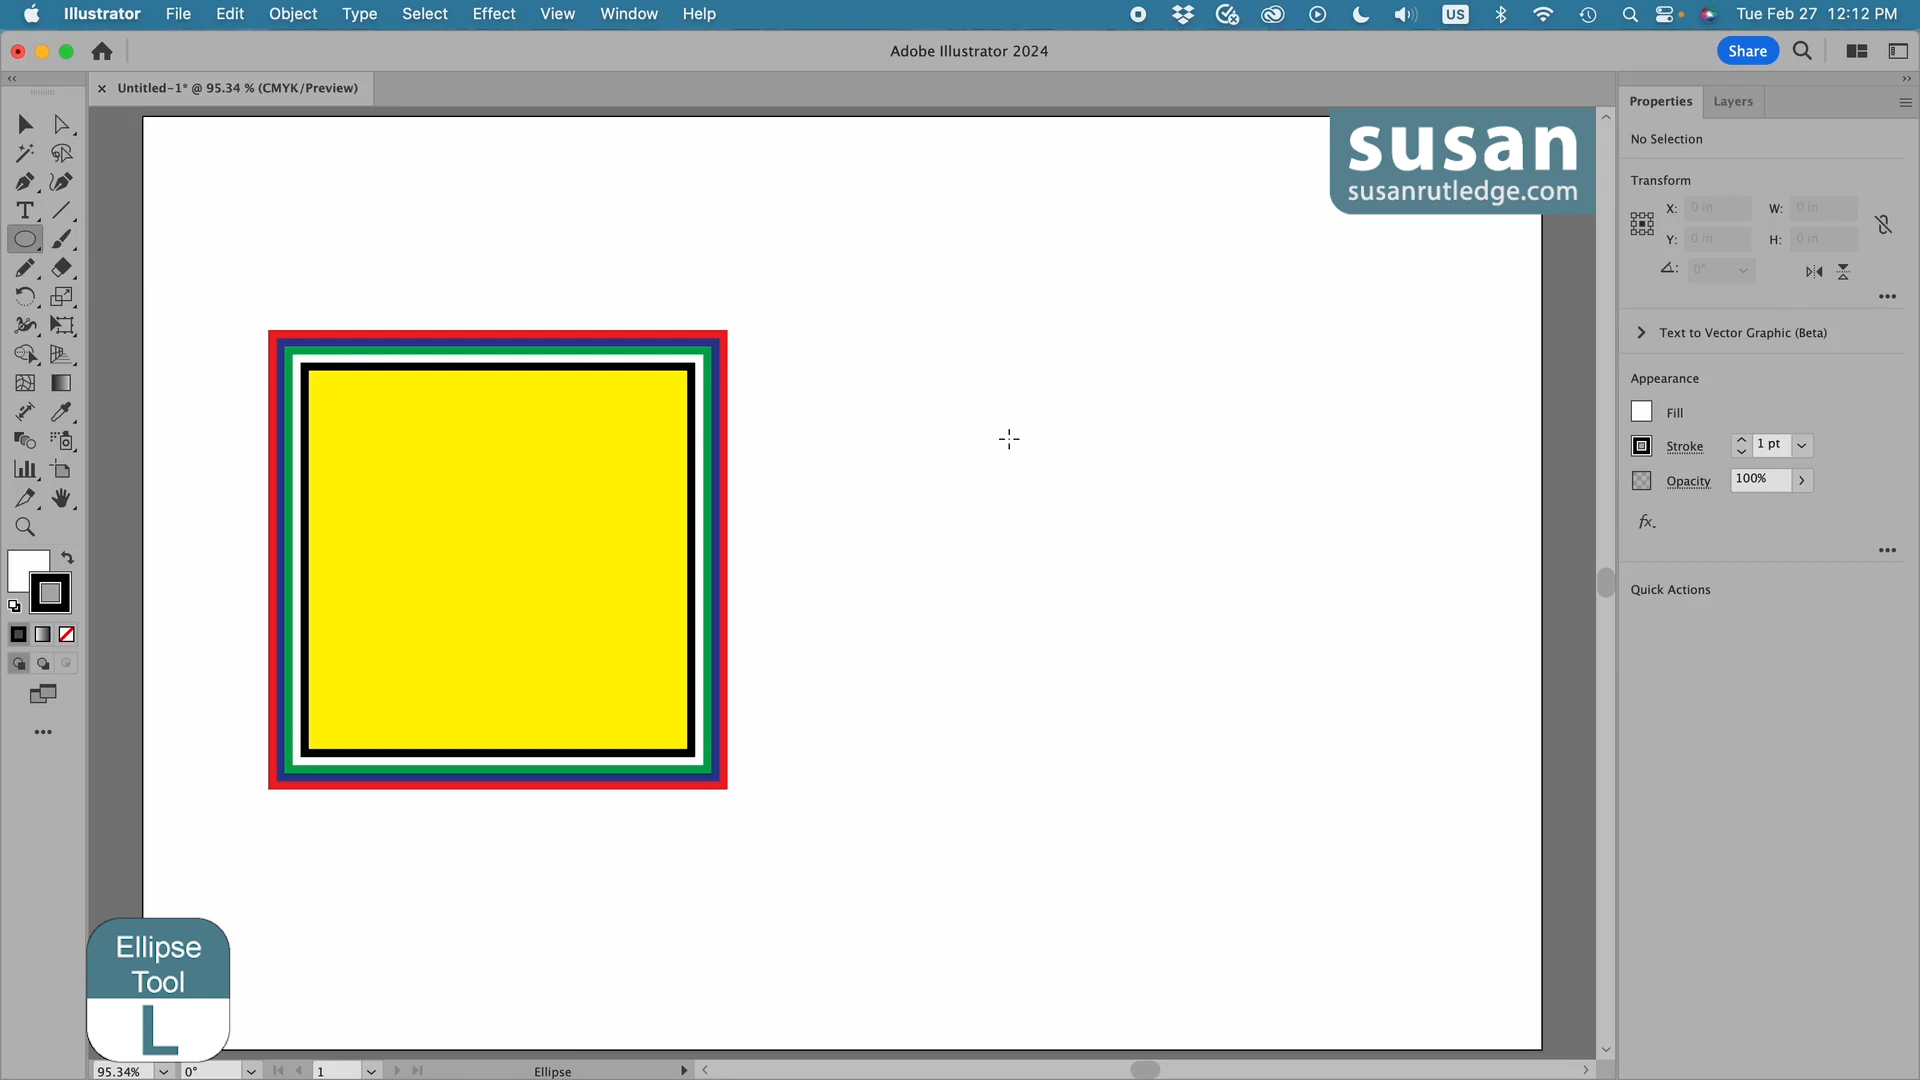 Illustrator File Edit Object Type Select Effect View Window Help US Tue Feb 27 12:12 PM
Adobe Illustrator 2024 Share
Untitled-1* @ 95.34 % (CMYK/Preview)
Properties Layers
No Selection
Transform
X: 0 in W: 0 in
Y: 0 in H: 0 in
0°
Text to Vector Graphic (Beta)
Appearance
Fill
Stroke 1 pt
Opacity 100%
fx.
Quick Actions
susan
susanrutledge.com
Ellipse
Tool
L
95.34% 0° 1 Ellipse